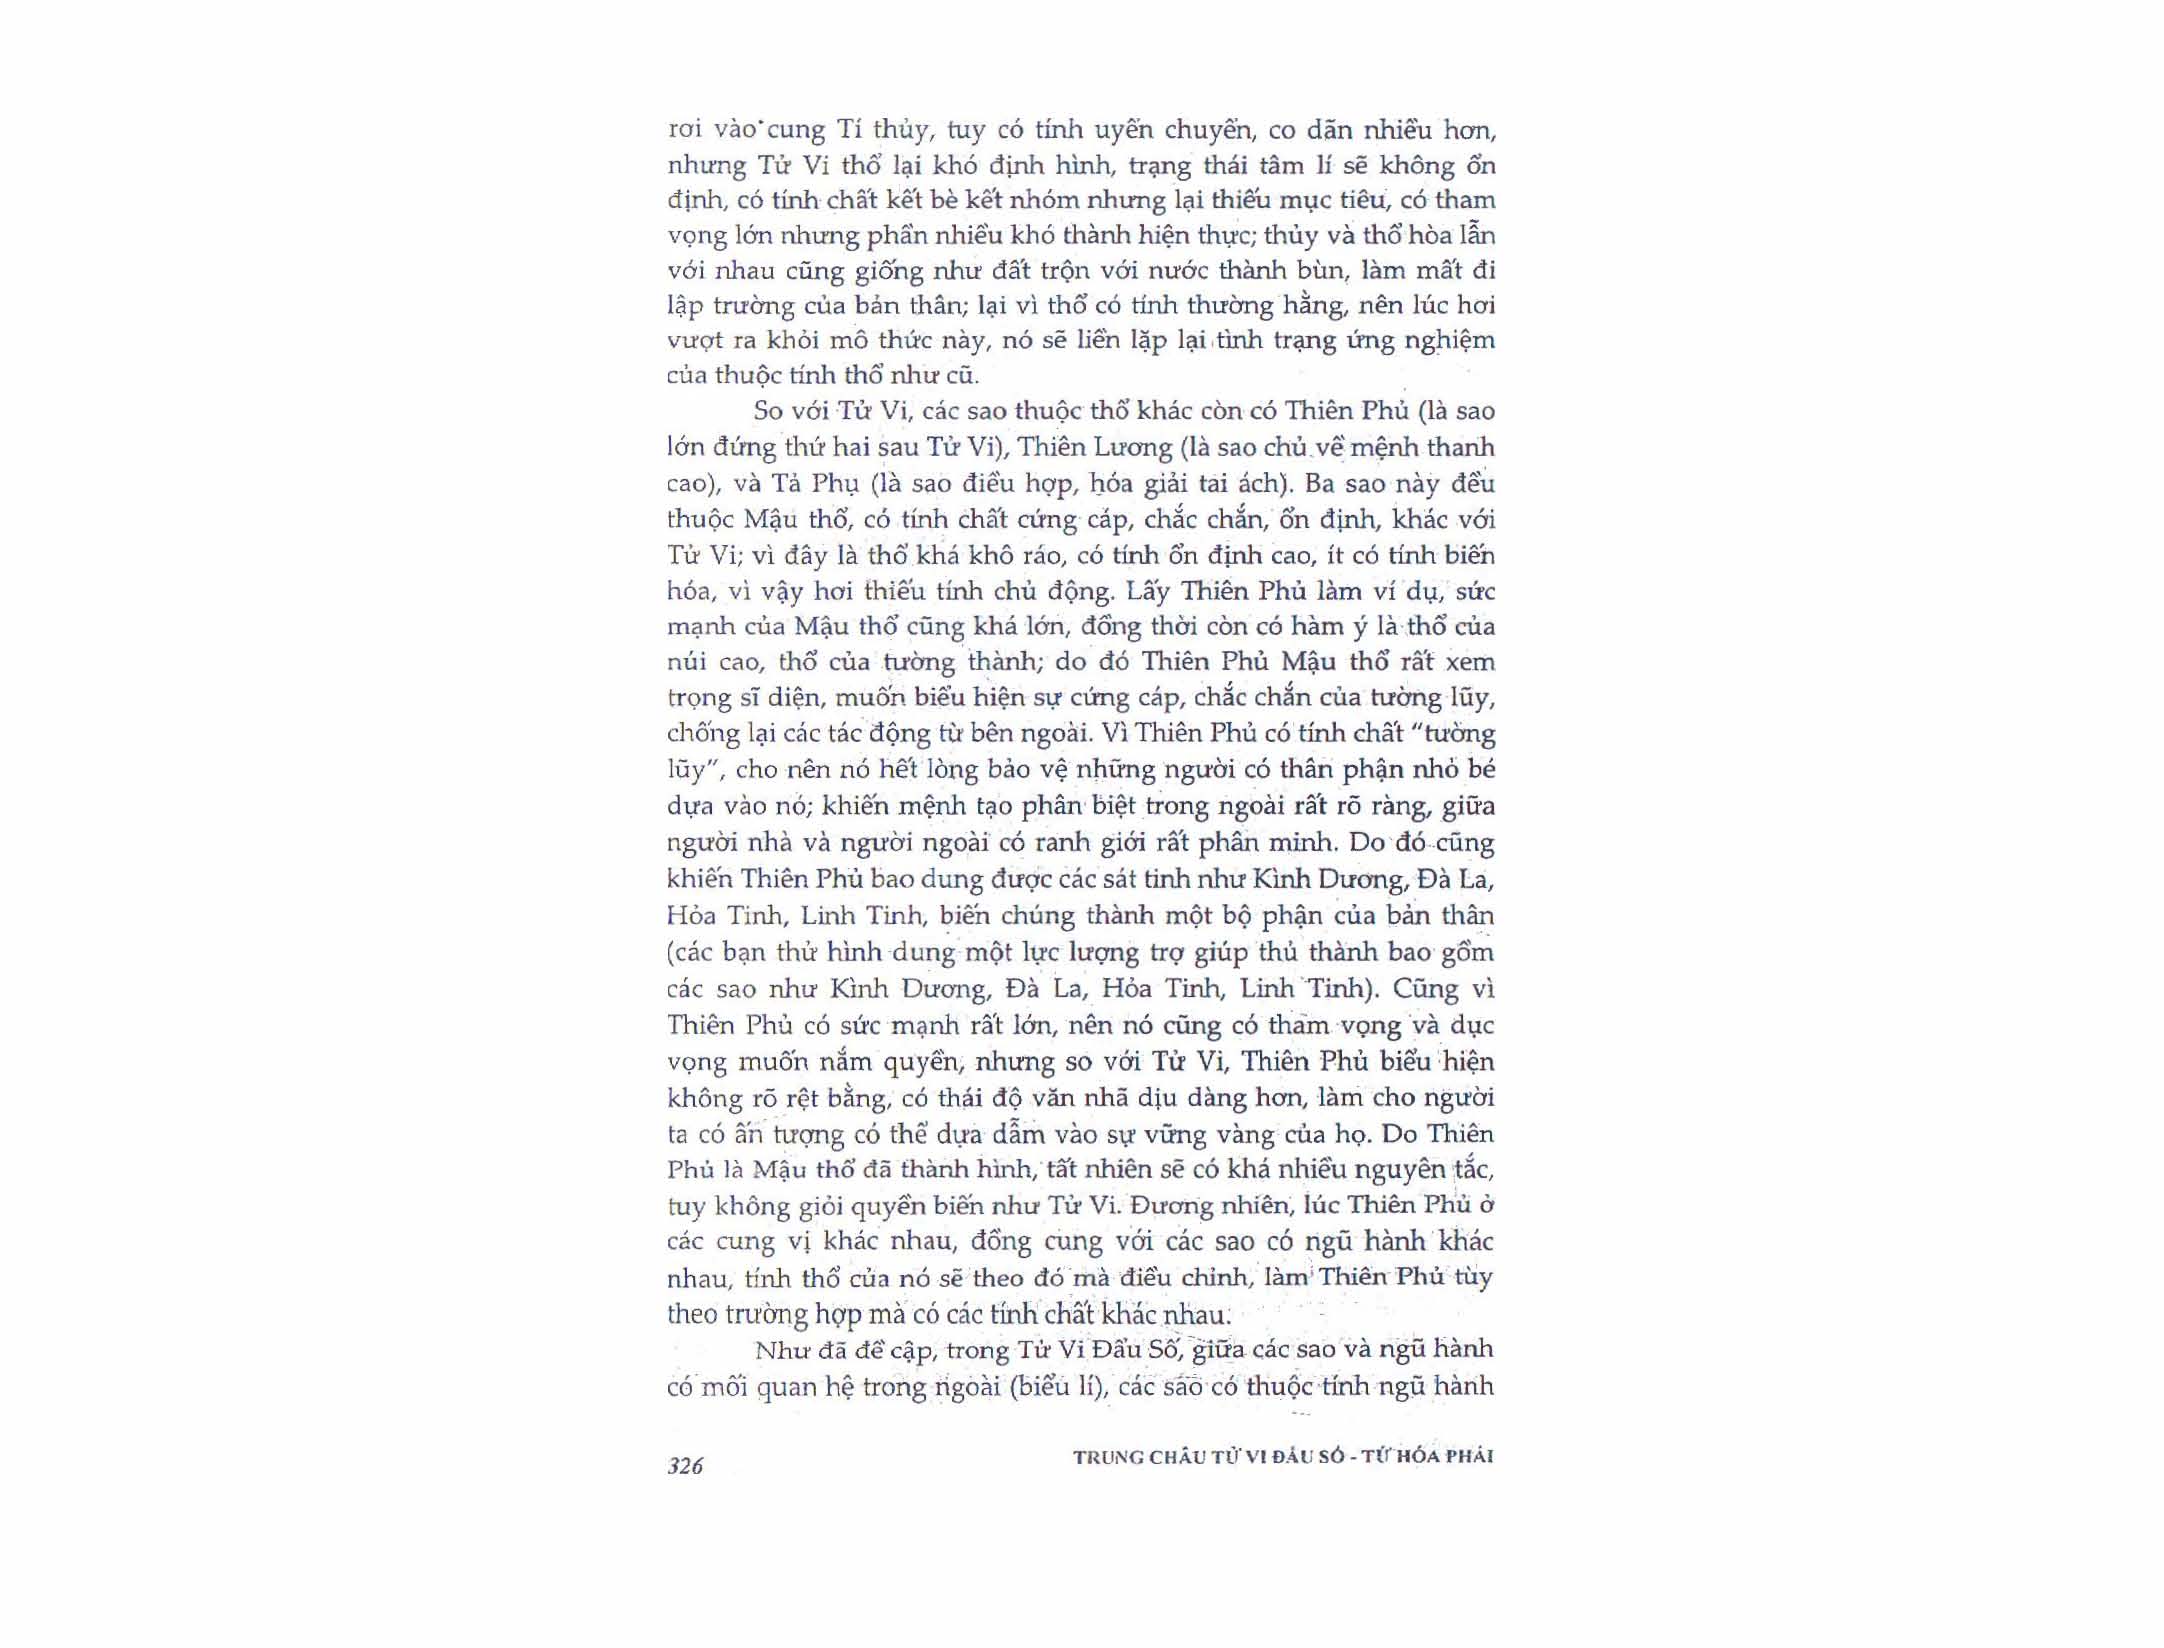 rơi vào cung Tí thủy, tuy có tính uyển chuyển, co dãn nhiều hơn,
nhưng Tử Vi thổ lại khó định hình, trạng thái tâm lí sẽ không ổn
định, có tính chất kết bè kết nhóm nhưng lại thiếu mục tiêu, có tham
vọng lớn nhưng phần nhiều khó thành hiện thực; thủy và thổ hòa lẫn
với nhau cũng giống như đất trộn với nước thành bùn, làm mất đi
lập trường của bản thân; lại vì thổ có tính thường hằng, nên lúc hơi
vượt ra khỏi mô thức này, nó sẽ liền lặp lại tình trạng ứng nghiệm
của thuộc tính thổ như cũ.
So với Tử Vi, các sao thuộc thổ khác còn có Thiên Phủ (là sao
lớn đứng thứ hai sau Tử Vi), Thiên Lương (là sao chủ về mệnh thanh
cao), và Tả Phụ (là sao điều hợp, hóa giải tai ách). Ba sao này đều
thuộc Mậu thổ, có tính chất cứng cáp, chắc chắn, ổn định, khác với
Tử Vi; vì đây là thổ khá khô ráo, có tính ổn định cao, ít có tính biến
hóa, vì vậy hơi thiếu tính chủ động. Lấy Thiên Phủ làm ví dụ, sức
mạnh của Mậu thổ cũng khá lớn, đồng thời còn có hàm ý là thổ của
núi cao, thổ của tường thành; do đó Thiên Phủ Mậu thổ rất xem
trọng sĩ diện, muốn biểu hiện sự cứng cáp, chắc chắn của tường lũy,
chống lại các tác động từ bên ngoài. Vì Thiên Phủ có tính chất "tường
lũy", cho nên nó hết lòng bảo vệ những người có thân phận nhỏ bé
dựa vào nó; khiến mệnh tạo phân biệt trong ngoài rất rõ ràng, giữa
người nhà và người ngoài có ranh giới rất phân minh. Do đó cũng
khiến Thiên Phủ bao dung được các sát tinh như Kình Dương, Đà La,
Hỏa Tinh, Linh Tinh, biến chúng thành một bộ phận của bản thân
(các bạn thử hình dung một lực lượng trợ giúp thủ thành bao gồm
các sao như Kình Dương, Đà La, Hỏa Tinh, Linh Tinh). Cũng vì
Thiên Phủ có sức mạnh rất lớn, nên nó cũng có tham vọng và dục
vọng muốn nắm quyền, nhưng so với Tử Vi, Thiên Phủ biểu hiện
không rõ rệt bằng, có thái độ văn nhã dịu dàng hơn, làm cho người
ta có ấn tượng có thể dựa dẫm vào sự vững vàng của họ. Do Thiên
Phủ là Mậu thổ đã thành hình, tất nhiên sẽ có khá nhiều nguyên tắc,
tuy không giỏi quyền biến như Tử Vi. Đương nhiên, lúc Thiên Phủ ở
các cung vị khác nhau, đồng cung với các sao có ngũ hành khác
nhau, tính thổ của nó sẽ theo đó mà điều chỉnh, làm Thiên Phủ tùy
theo trường hợp mà có các tính chất khác nhau.
Như đã đề cập, trong Tử Vi Đẩu Số, giữa các sao và ngũ hành
có mối quan hệ trong ngoài (biểu lí), các sao có thuộc tính ngũ hành
326 TRUNG CHÂU TỬ VI ĐẨU SỐ - TỨ HÓA PHÁI